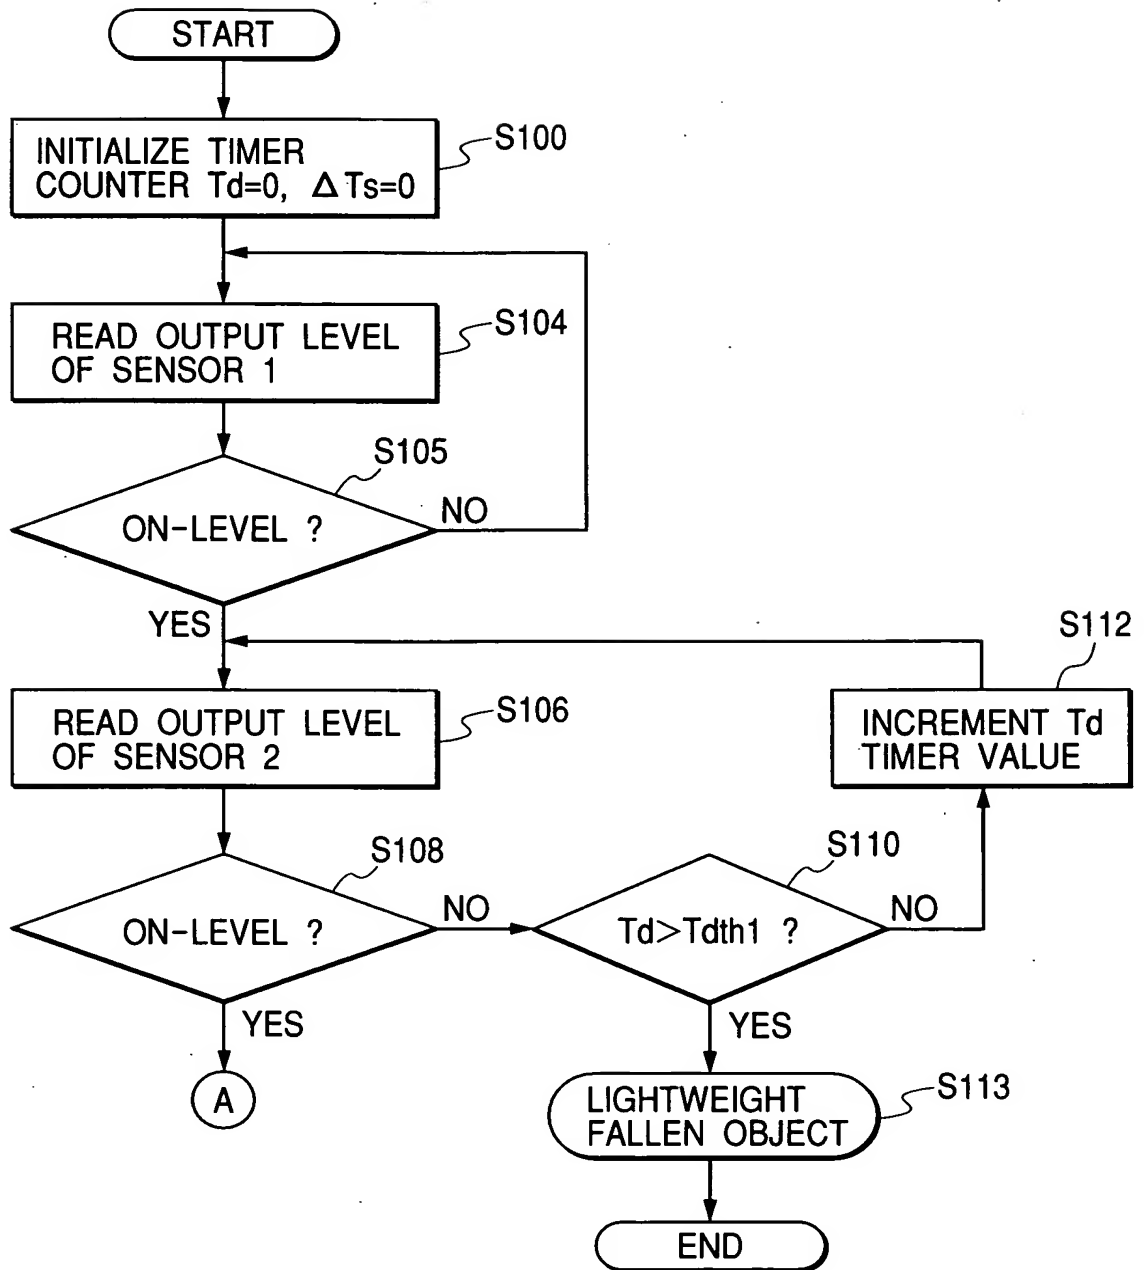 START
INITIALIZE TIMER
COUNTER Td=0, ΔTs=0
S100
READ OUTPUT LEVEL
OF SENSOR 1
S104
S105
ON-LEVEL ?
NO
YES
S112
READ OUTPUT LEVEL
OF SENSOR 2
S106
INCREMENT Td
TIMER VALUE
S108
ON-LEVEL ?
NO
S110
Td>Tdth1 ?
NO
YES
YES
A
LIGHTWEIGHT
FALLEN OBJECT
S113
END